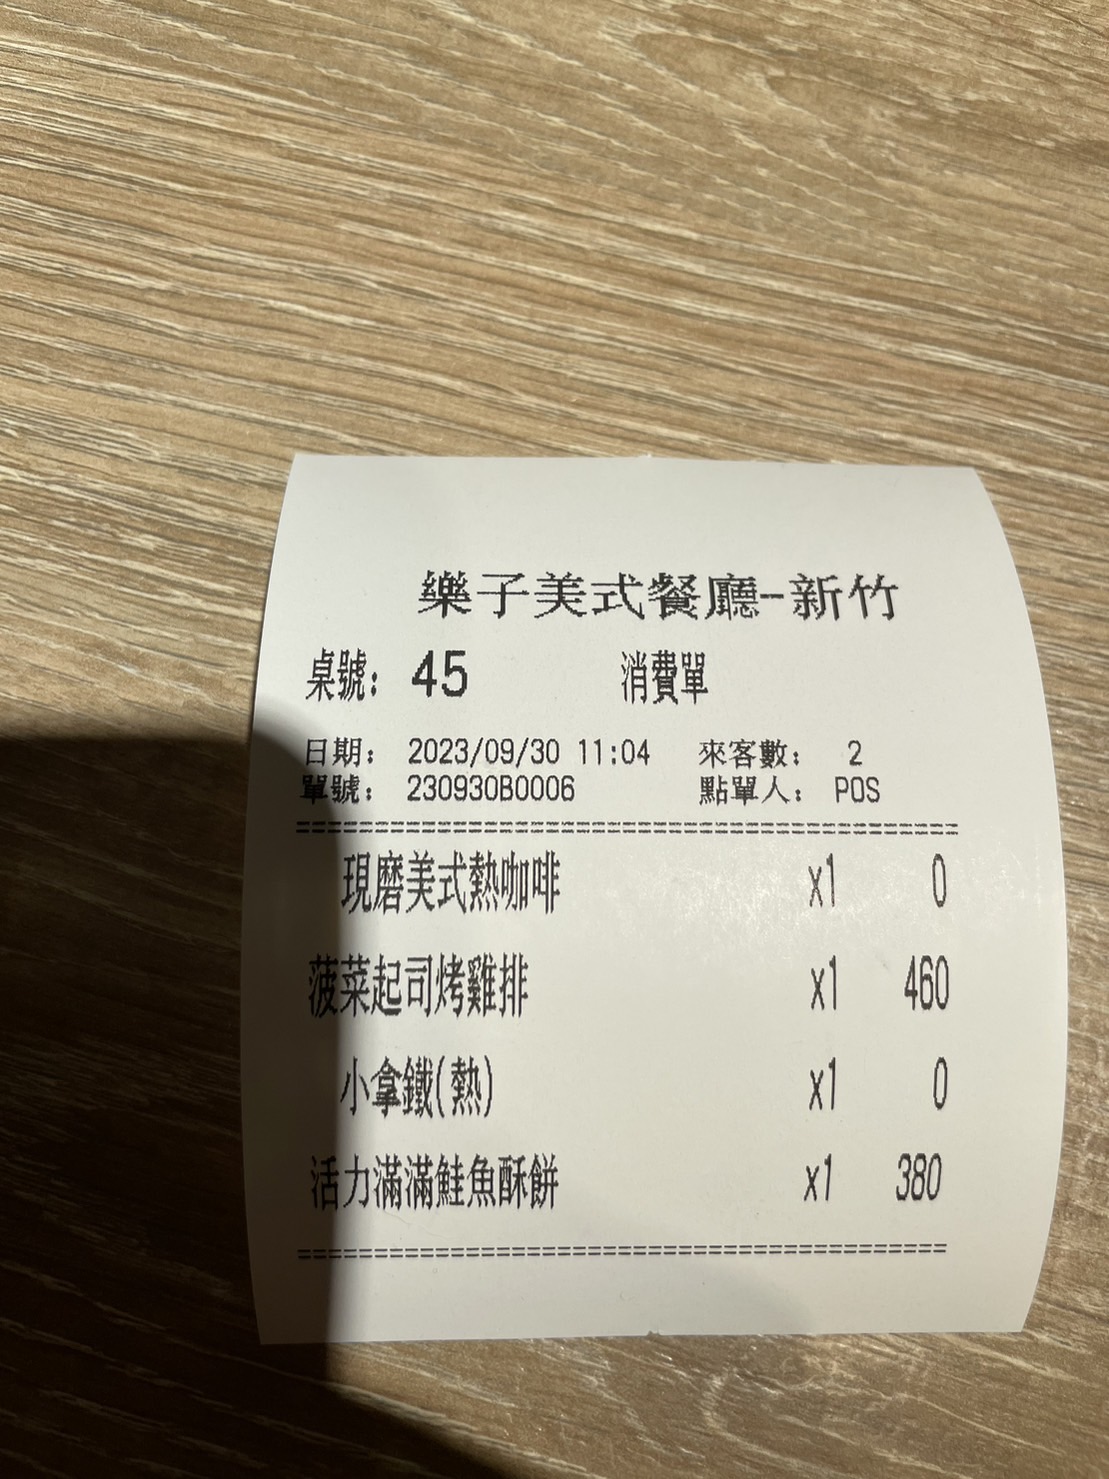 樂子美式餐廳-新竹
桌號： 45 消費單
日期： 2023/09/30 11:04 來客數： 2
單號： 230930B0006 點單人： POS
現磨美式熱咖啡 x1 0
菠菜起司烤雞排 x1 460
小拿鐵(熱) x1 0
活力滿滿鮭魚酥餅 x1 380